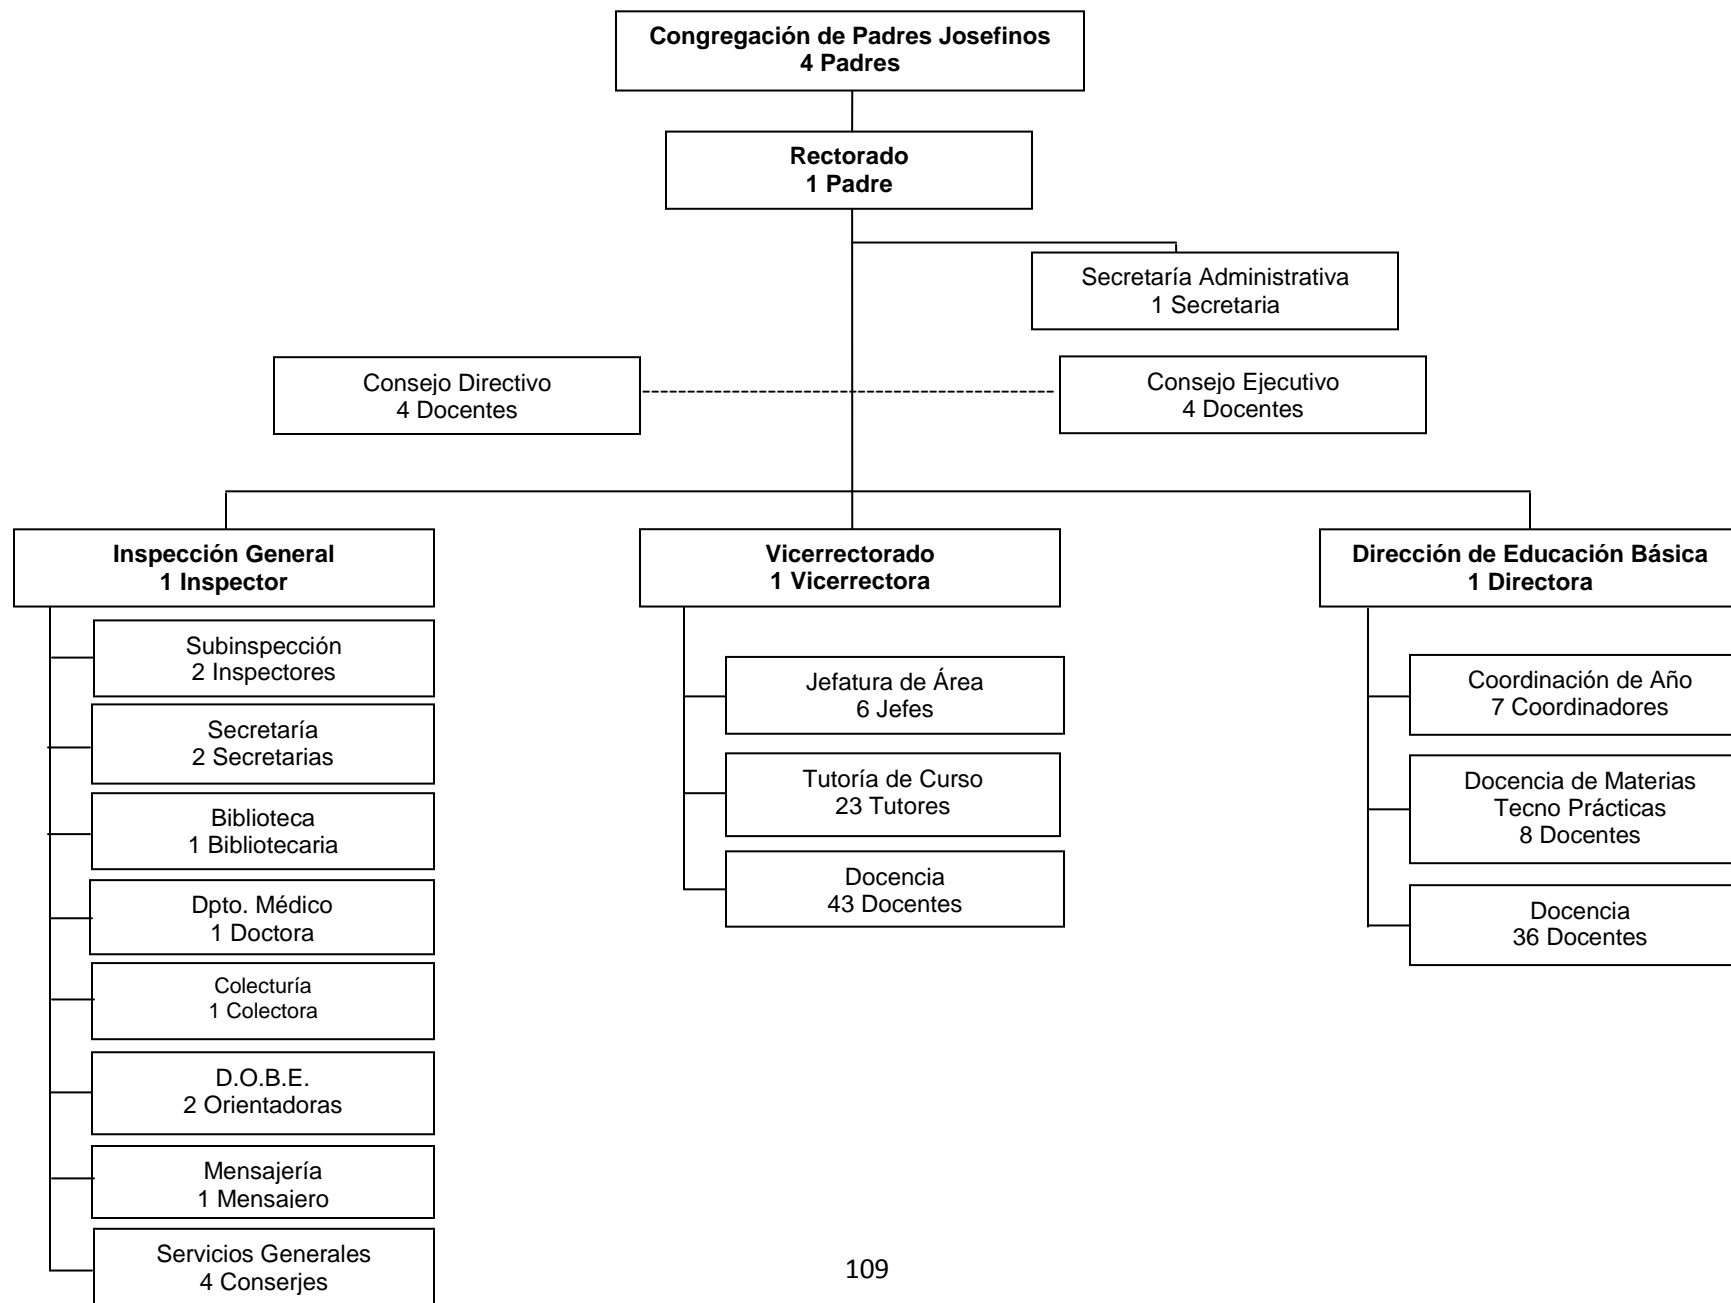 Congregación de Padres Josefinos
4 Padres
Rectorado
1 Padre
Secretaría Administrativa
1 Secretaria
Consejo Directivo
4 Docentes
Consejo Ejecutivo
4 Docentes
Inspección General
1 Inspector
Subinspección
2 Inspectores
Secretaría
2 Secretarias
Biblioteca
1 Bibliotecaria
Dpto. Médico
1 Doctora
Colecturía
1 Colectora
D.O.B.E.
2 Orientadoras
Mensajería
1 Mensajero
Servicios Generales
4 Conserjes
Vicerrectorado
1 Vicerrectora
Jefatura de Área
6 Jefes
Tutoría de Curso
23 Tutores
Docencia
43 Docentes
Dirección de Educación Básica
1 Directora
Coordinación de Año
7 Coordinadores
Docencia de Materias
Tecno Prácticas
8 Docentes
Docencia
36 Docentes
109